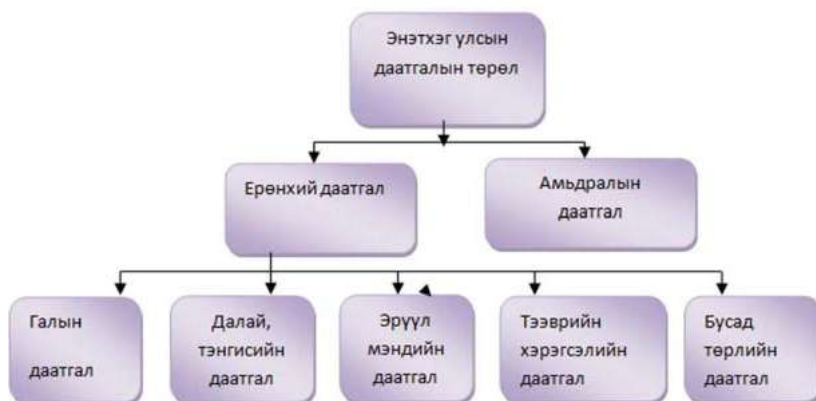 Энэтхэг улсын
даатгалын төрөл
Ерөнхий даатгал
Амьдралын
даатгал
Галын
даатгал
Далай,
тэнгисийн
даатгал
Эрүүл
мэндийн
даатгал
Тээврийн
хэрэгсэлийн
даатгал
Бусад
төрлийн
даатгал